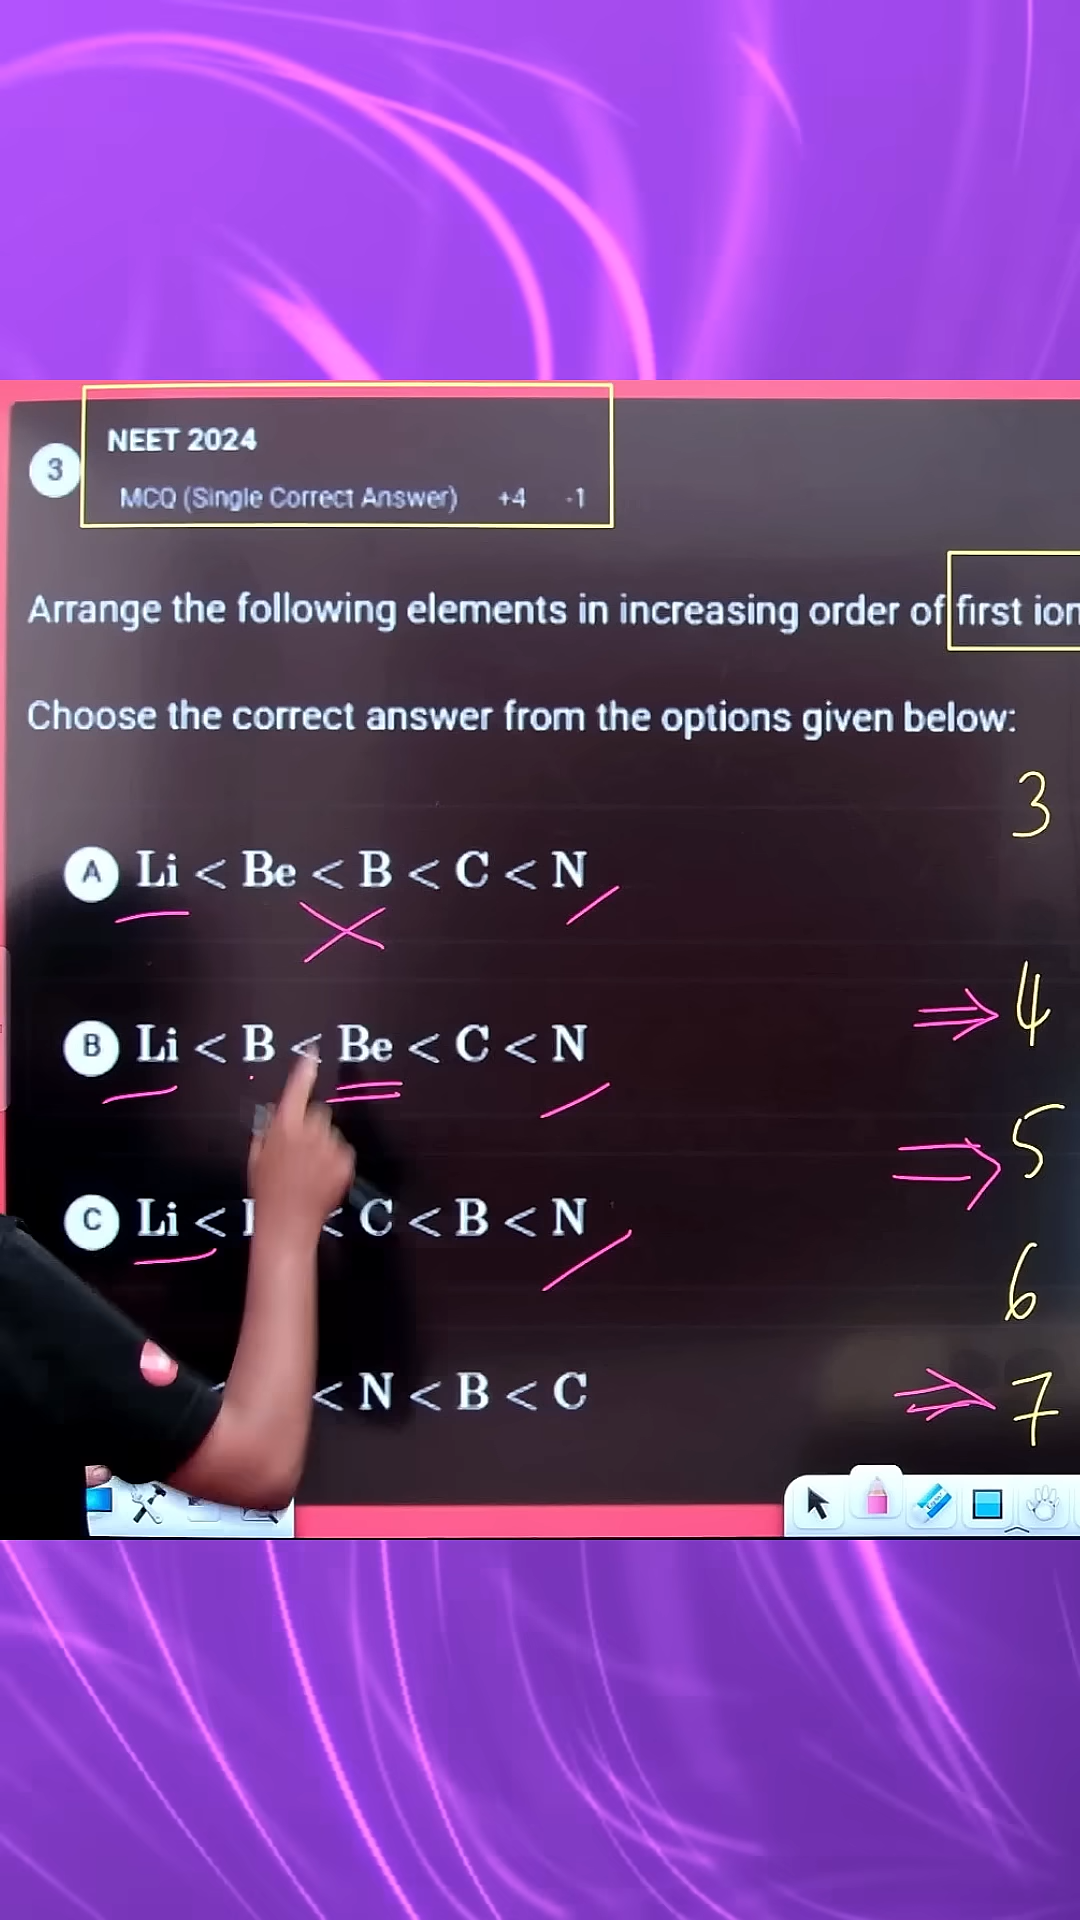 NEET 2024
3
MCQ (Single Correct Answer) +4 -1
Arrange the following elements in increasing order of first ion
Choose the correct answer from the options given below:
3
A Li < Be < B < C < N
4
B Li < B < Be < C < N
5
C Li < < C < B < N
6
< N < B < C
7